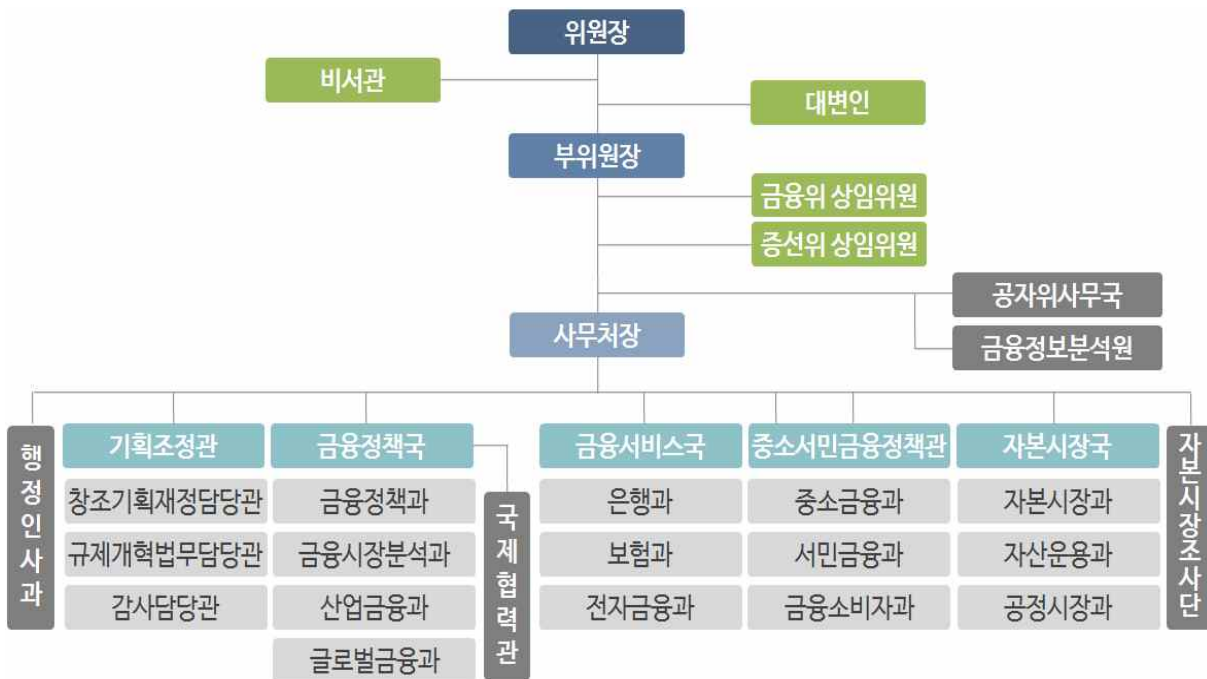 위원장
비서관
대변인
부위원장
금융위 상임위원
증선위 상임위원
공자위사무국
사무처장
금융정보분석원
행정인사과
기획조정관
창조기획재정담당관
규제개혁법무담당관
감사담당관
금융정책국
금융정책과
금융시장분석과
산업금융과
글로벌금융과
국제협력관
금융서비스국
은행과
보험과
전자금융과
중소서민금융정책관
중소금융과
서민금융과
금융소비자과
자본시장국
자본시장과
자산운용과
공정시장과
자본시장조사단